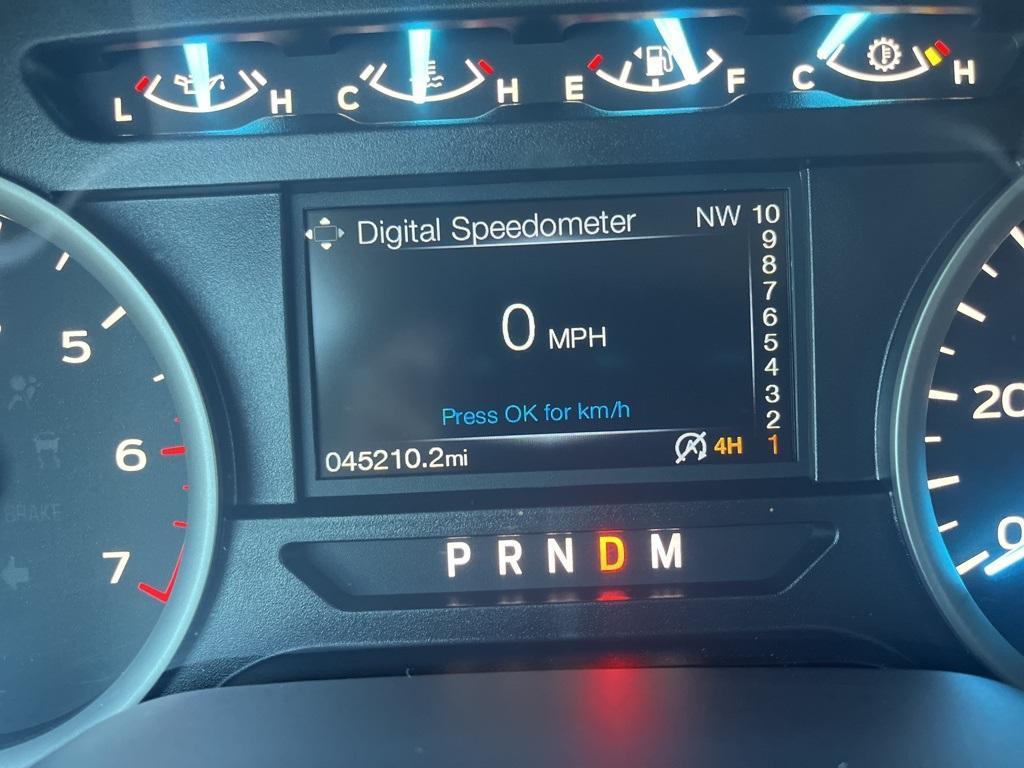 L H C H E F C H
Digital Speedometer NW 10
9
8
7
0 MPH 6
5
4
3
Press OK for km/h 2
045210.2mi 4H 1
P R N D M
5
6
7
BRAKE
20
0